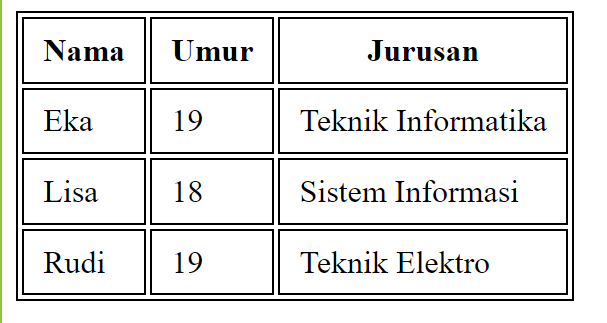 Nama Umur Jurusan
Eka 19 Teknik Informatika
Lisa 18 Sistem Informasi
Rudi 19 Teknik Elektro